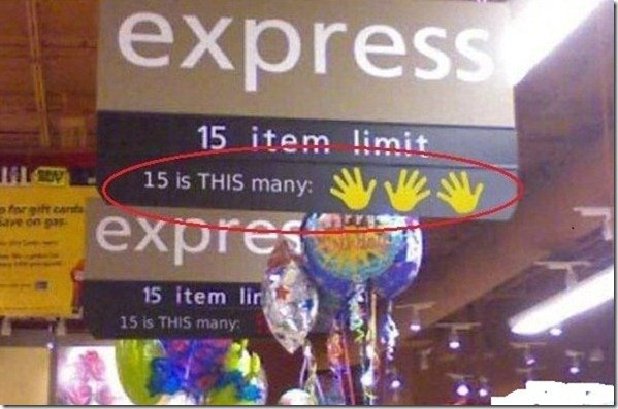 express
15 item limit
15 is THIS many:
for gift cards
save on gas.
expre
15 item lim
15 is THIS many: